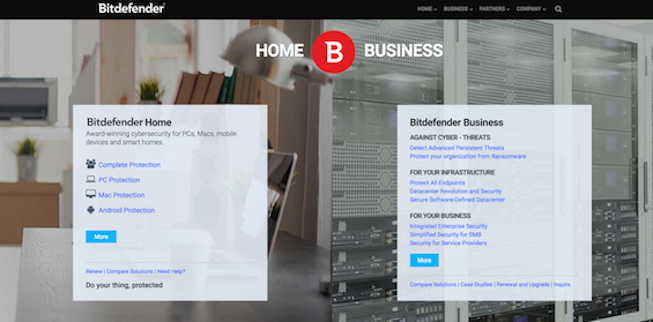 Bitdefender
HOME BUSINESS PARTNERS COMPANY
HOME B BUSINESS
Bitdefender Home
Award-winning cybersecurity for PCs, Macs, mobile
devices and smart homes.
Complete Protection
PC Protection
Mac Protection
Android Protection
More
Renew | Compare Solutions | Need Help?
Do your thing, protected
Bitdefender Business
AGAINST CYBER - THREATS
Detect Advanced Persistent Threats
Protect your organization from Ransomware
FOR YOUR INFRASTRUCTURE
Protect All Endpoints
Datacenter Revolution and Security
Secure Software-Defined Datacenter
FOR YOUR BUSINESS
Integrated Enterprise Security
Simplified Security for SMB
Security for Service Providers
More
Compare Solutions | Case Studies | Renewal and Upgrade | Inquire